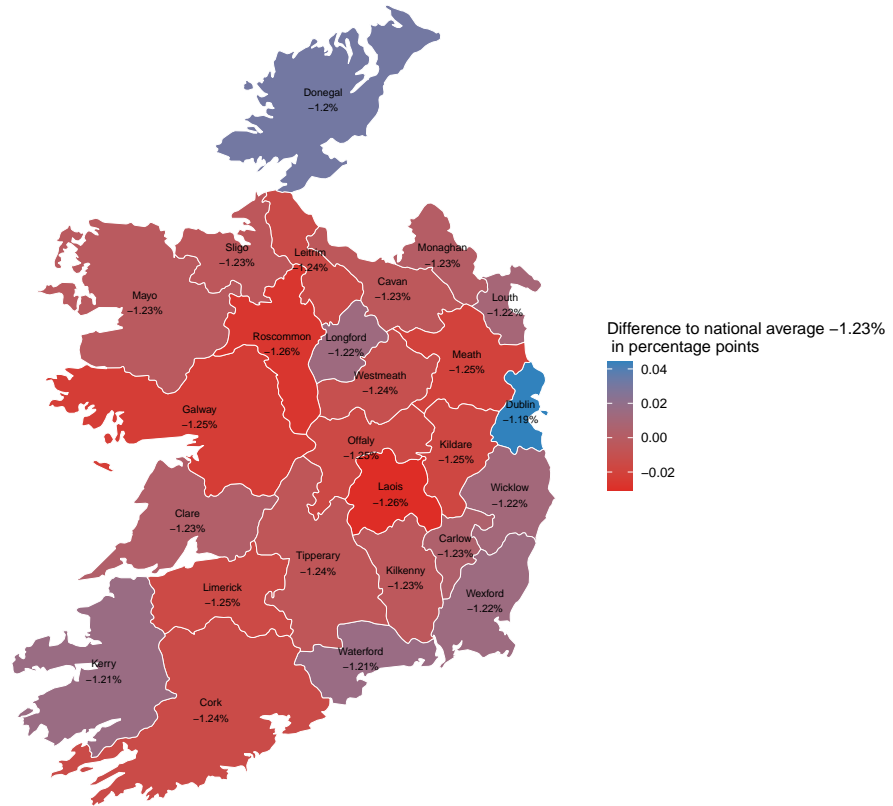 Donegal
−1.2%
Monaghan
−1.23%
Sligo
−1.23%
Leitrim
−1.24%
Cavan
−1.23%
Mayo
−1.23%
Louth
−1.22%
Roscommon
−1.26%
Longford
−1.22%
Meath
−1.25%
Westmeath
−1.24%
Dublin
−1.19%
Galway
−1.25%
Offaly
−1.25%
Kildare
−1.25%
Laois
−1.26%
Wicklow
−1.22%
Clare
−1.23%
Carlow
−1.23%
Tipperary
−1.24%
Kilkenny
−1.23%
Limerick
−1.25%
Wexford
−1.22%
Waterford
−1.21%
Kerry
−1.21%
Cork
−1.24%
Difference to national average −1.23%
in percentage points
0.04
0.02
0.00
−0.02